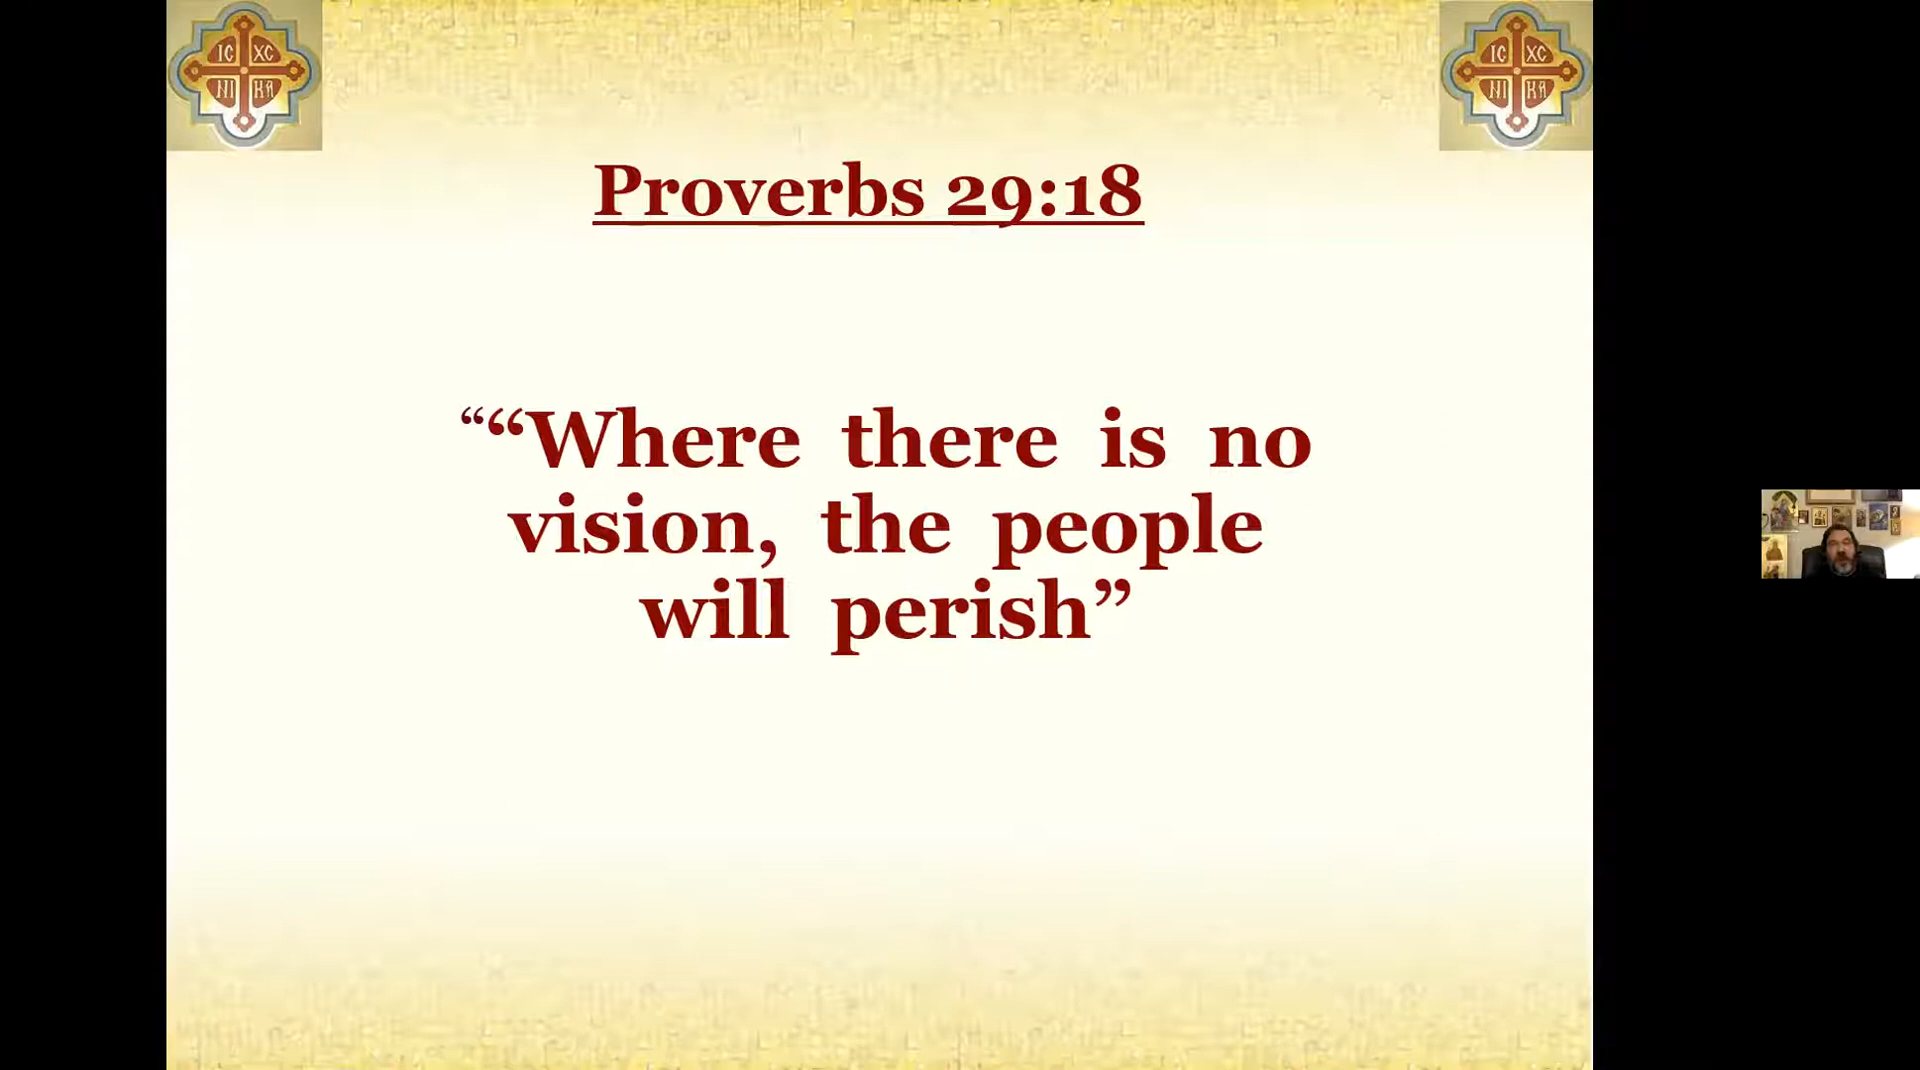 IC XC IC XC
NI KA NI KA
Proverbs 29:18
““Where there is no
vision, the people
will perish”